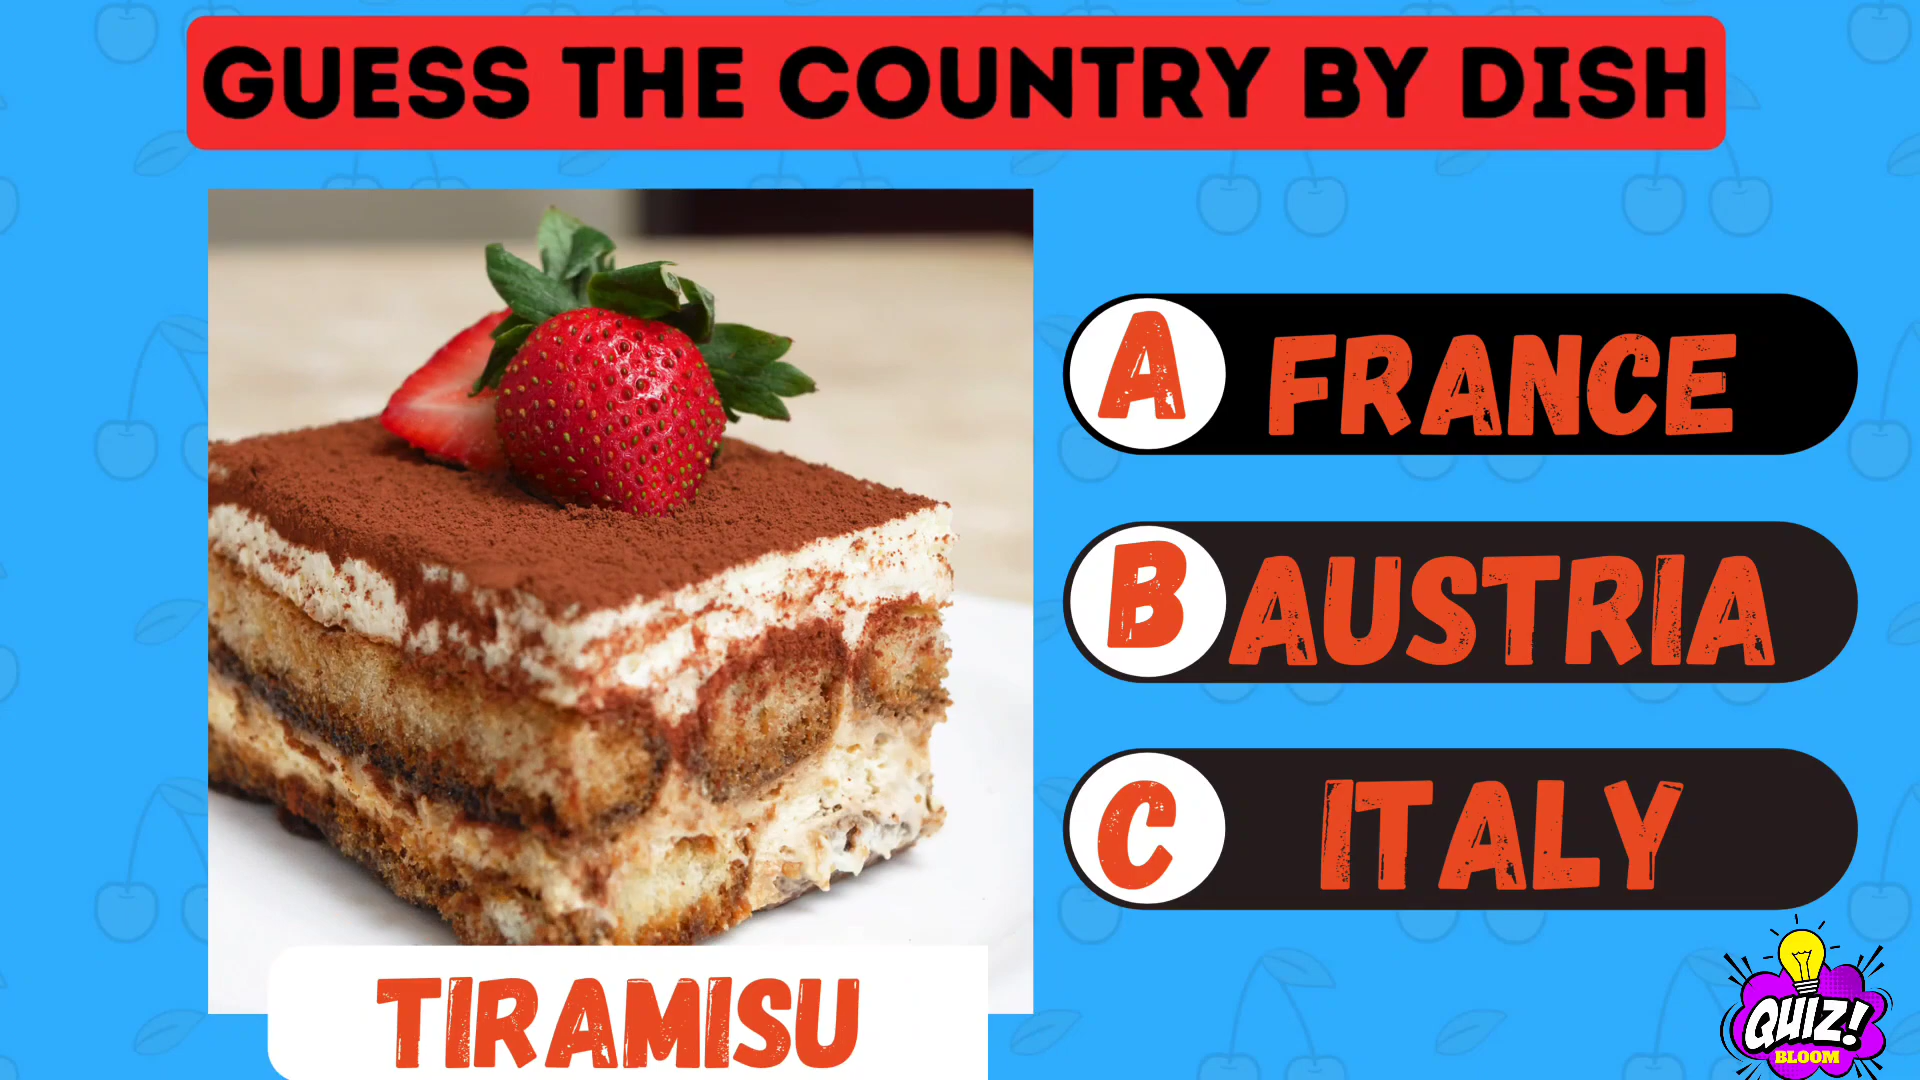 GUESS THE COUNTRY BY DISH
A FRANCE
B AUSTRIA
C ITALY
TIRAMISU
QUIZ!
BLOOM